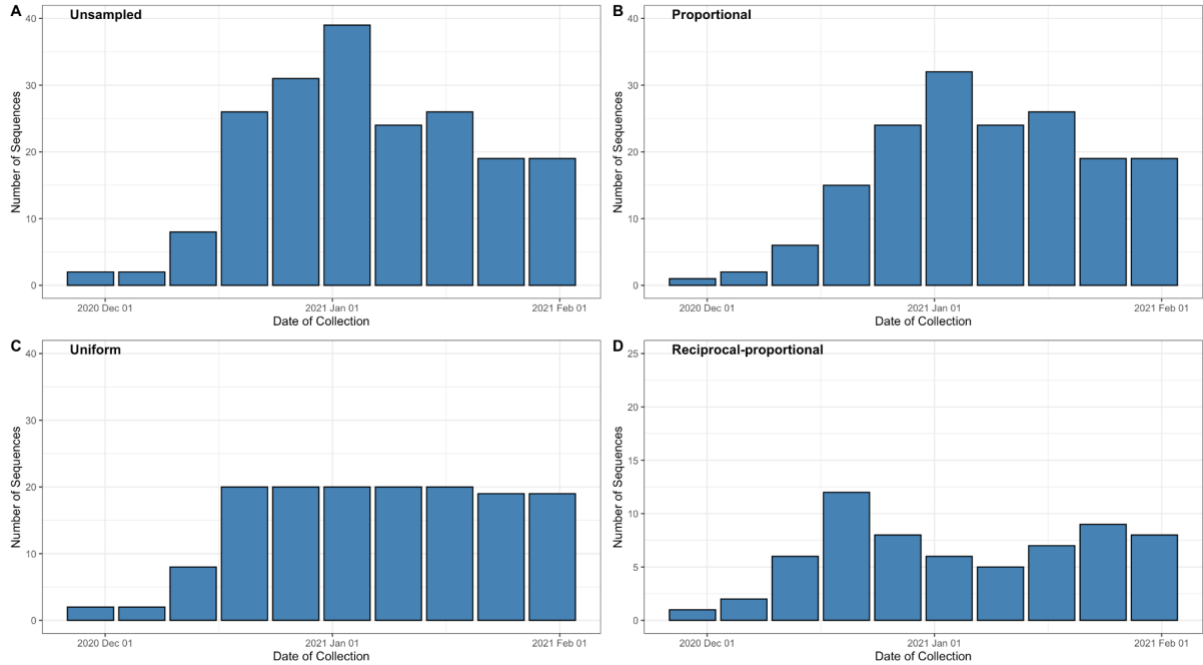 A
Unsampled
40
30
20
10
0
Number of Sequences
2020 Dec 01
2021 Jan 01
2021 Feb 01
Date of Collection
B
Proportional
40
30
20
10
0
Number of Sequences
2020 Dec 01
2021 Jan 01
2021 Feb 01
Date of Collection
C
Uniform
40
30
20
10
0
Number of Sequences
2020 Dec 01
2021 Jan 01
2021 Feb 01
Date of Collection
D
Reciprocal-proportional
25
20
15
10
5
0
Number of Sequences
2020 Dec 01
2021 Jan 01
2021 Feb 01
Date of Collection